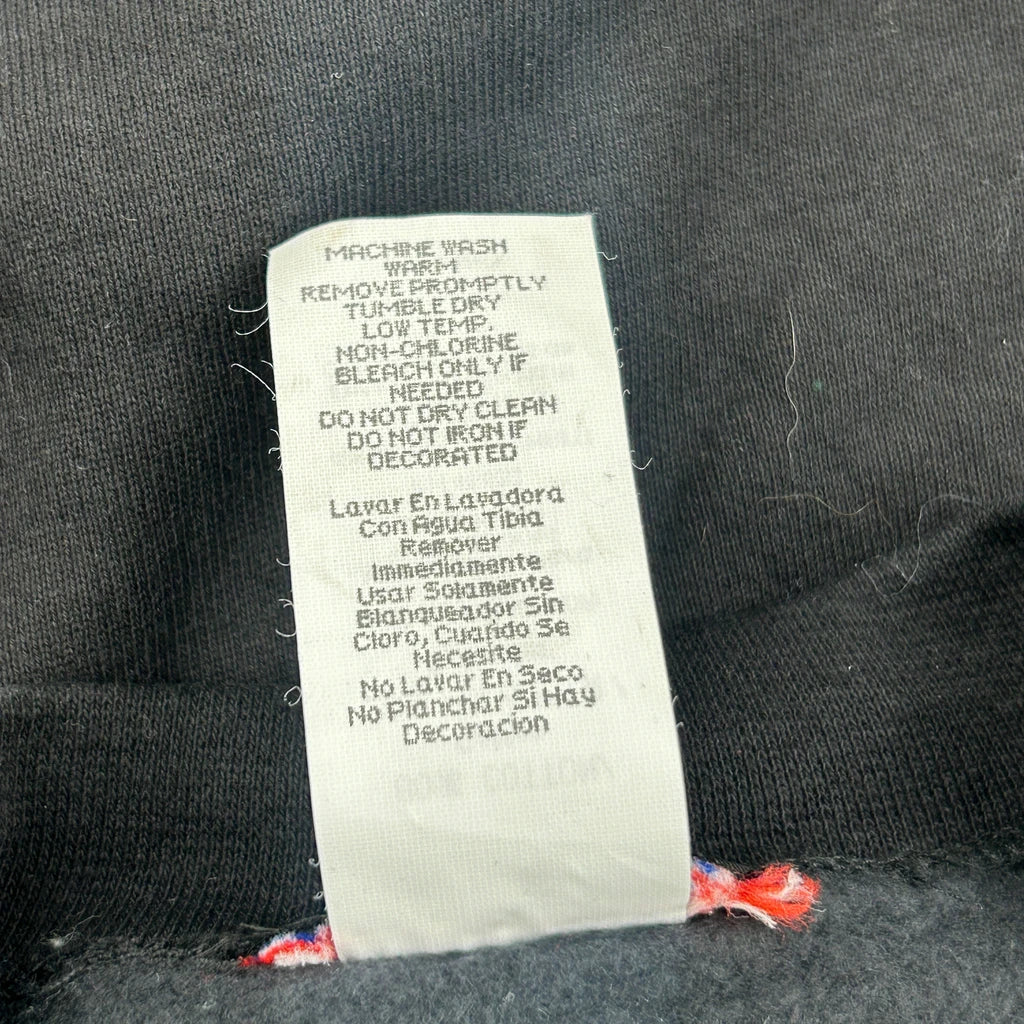 MACHINE WASH
WARM
REMOVE PROMPTLY
TUMBLE DRY
LOW TEMP.
NON-CHLORINE
BLEACH ONLY IF
NEEDED
DO NOT DRY CLEAN
DO NOT IRON IF
DECORATED
Lavar En Lavadora
Con Agua Tibia
Remover
Immediamente
Usar Solamente
Blanqueador Sin
Cloro, Cuando Se
Necesite
No Lavar En Seco
No Planchar Si Hay
Decoracion